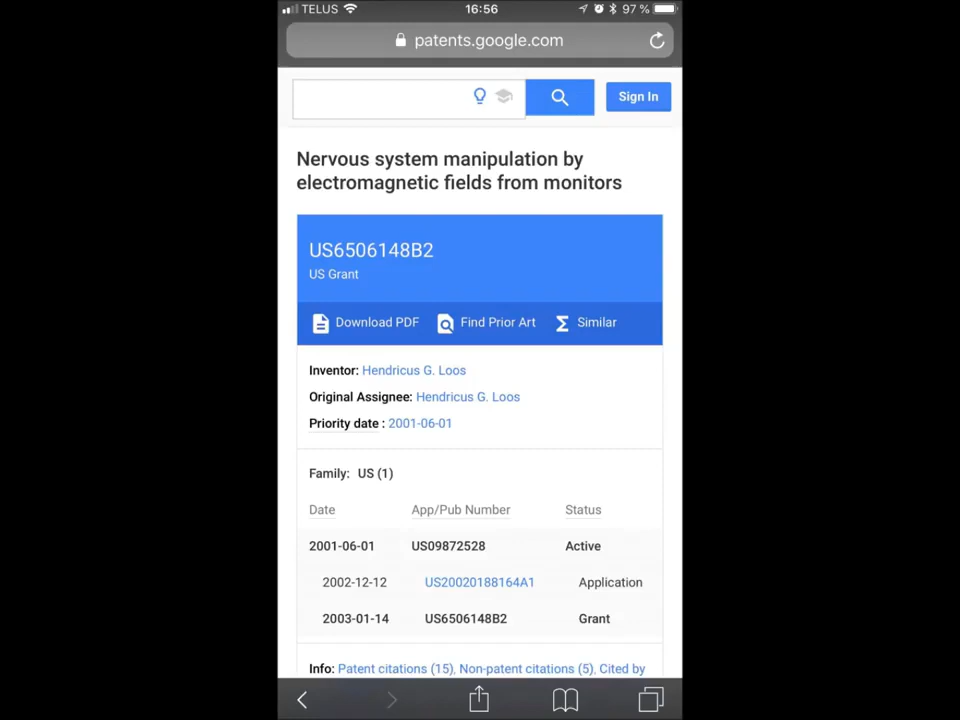 TELUS 16:56 97 %
patents.google.com
Sign In
Nervous system manipulation by
electromagnetic fields from monitors
US6506148B2
US Grant
Download PDF Find Prior Art Similar
Inventor: Hendricus G. Loos
Original Assignee: Hendricus G. Loos
Priority date : 2001-06-01
Family: US (1)
Date App/Pub Number Status
2001-06-01 US09872528 Active
2002-12-12 US20020188164A1 Application
2003-01-14 US6506148B2 Grant
Info: Patent citations (15), Non-patent citations (5), Cited by